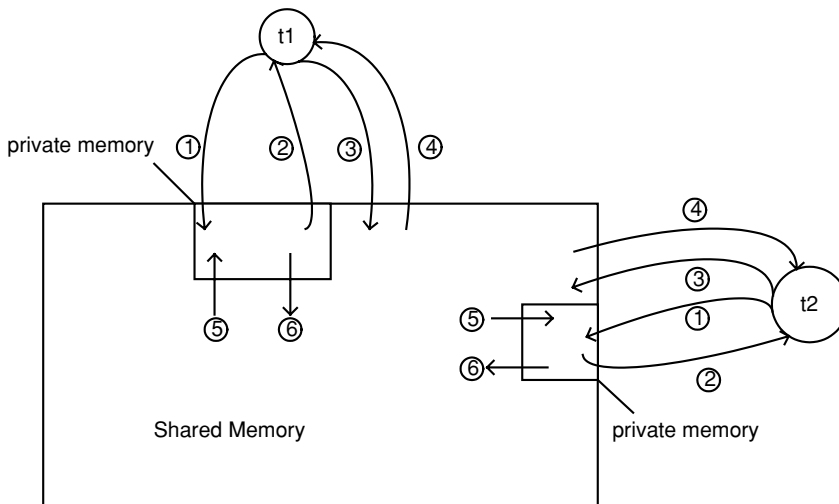 t1
①
②
③
④
private memory
④
③
t2
⑤
①
⑤
⑥
⑥
②
Shared Memory
private memory